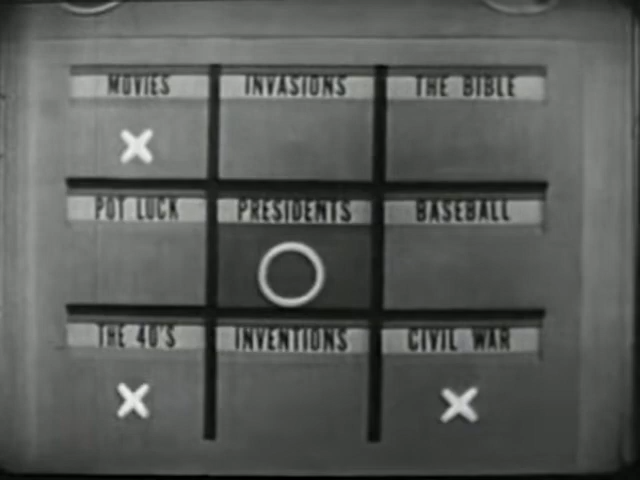 MOVIES INVASIONS THE BIBLE
X
POT LUCK PRESIDENTS BASEBALL
O
THE 40'S INVENTIONS CIVIL WAR
X X